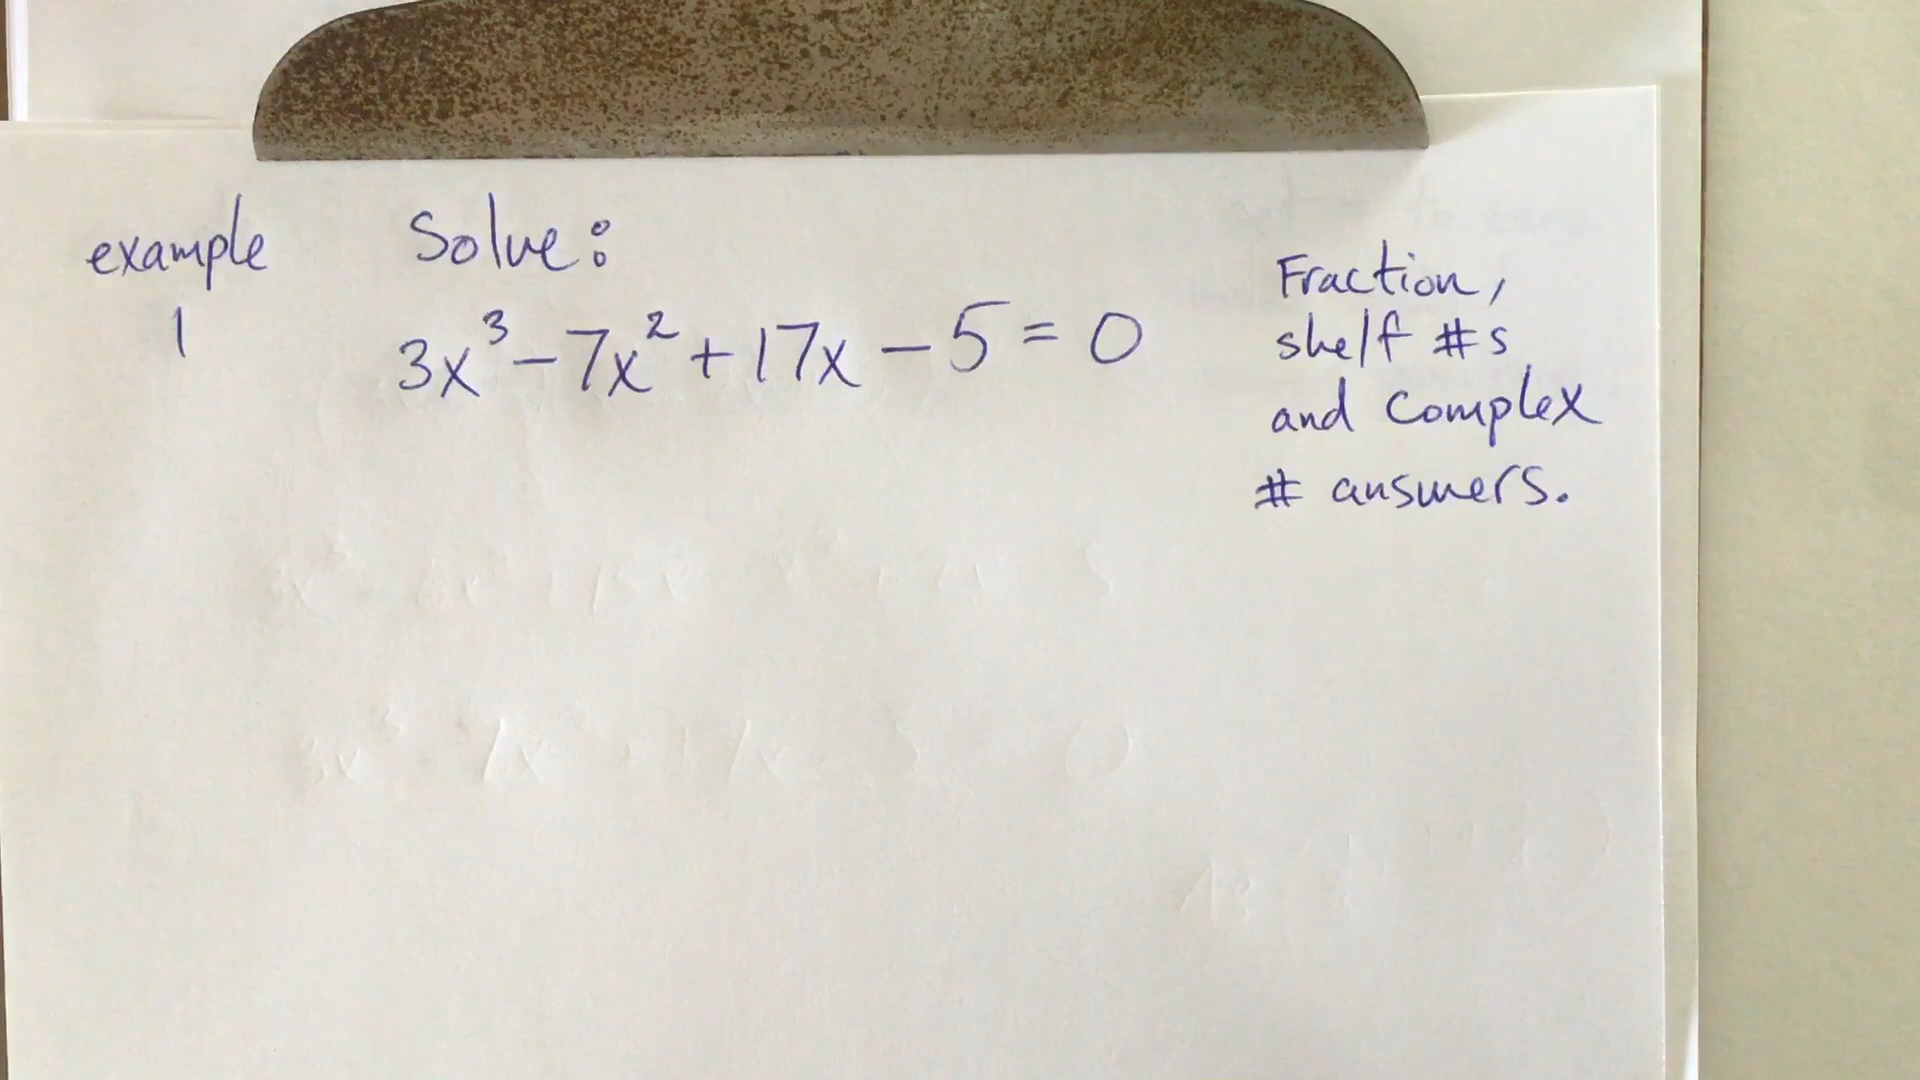 example
1
Solve:
3x³ - 7x² + 17x - 5 = 0
Fraction,
shelf #s
and complex
# answers.